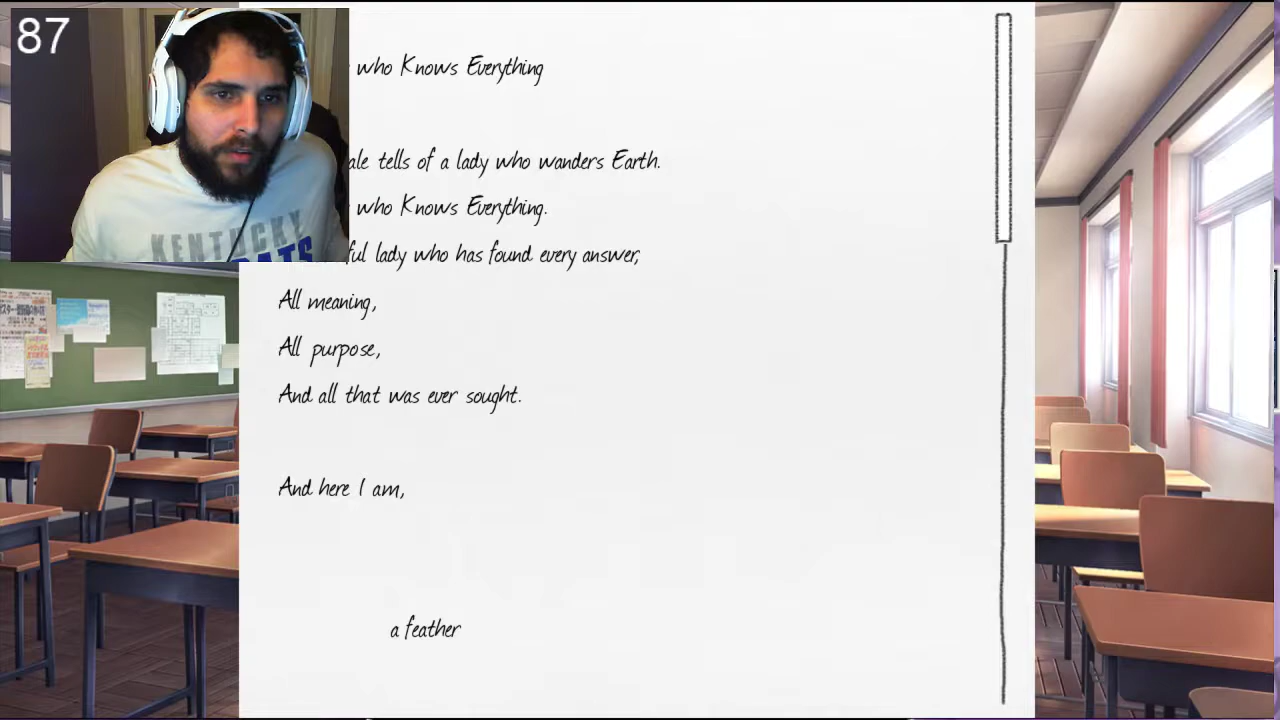 87
KENTUCKY
who Knows Everything
ale tells of a lady who wanders Earth.
who Knows Everything.
ful lady who has found every answer,
All meaning,
All purpose,
And all that was ever sought.
And here I am,
a feather